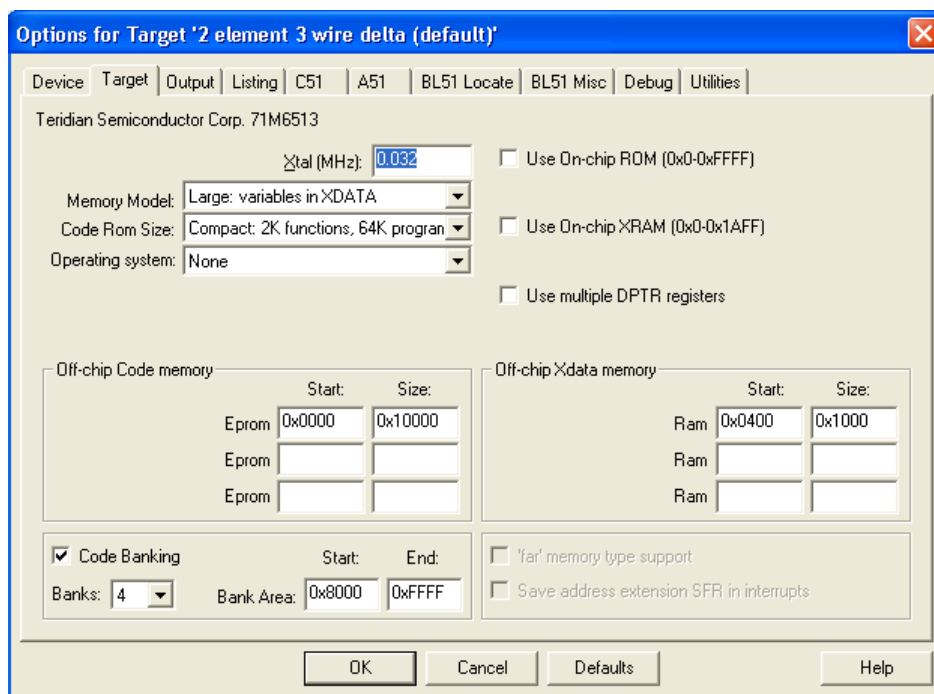 Options for Target '2 element 3 wire delta (default)'
Device Target Output Listing C51 A51 BL51 Locate BL51 Misc Debug Utilities
Teridian Semiconductor Corp. 71M6513
Xtal (MHz): 0.032
Use On-chip ROM (0x0-0xFFFF)
Memory Model: Large: variables in XDATA
Code Rom Size: Compact: 2K functions, 64K progran
Use On-chip XRAM (0x0-0x1AFF)
Operating system: None
Use multiple DPTR registers
Off-chip Code memory
Start: Size:
Eprom 0x0000 0x10000
Eprom
Eprom
Off-chip Xdata memory
Start: Size:
Ram 0x0400 0x1000
Ram
Ram
Code Banking Start: End:
Banks: 4 Bank Area: 0x8000 0xFFFF
'far' memory type support
Save address extension SFR in interrupts
OK Cancel Defaults Help